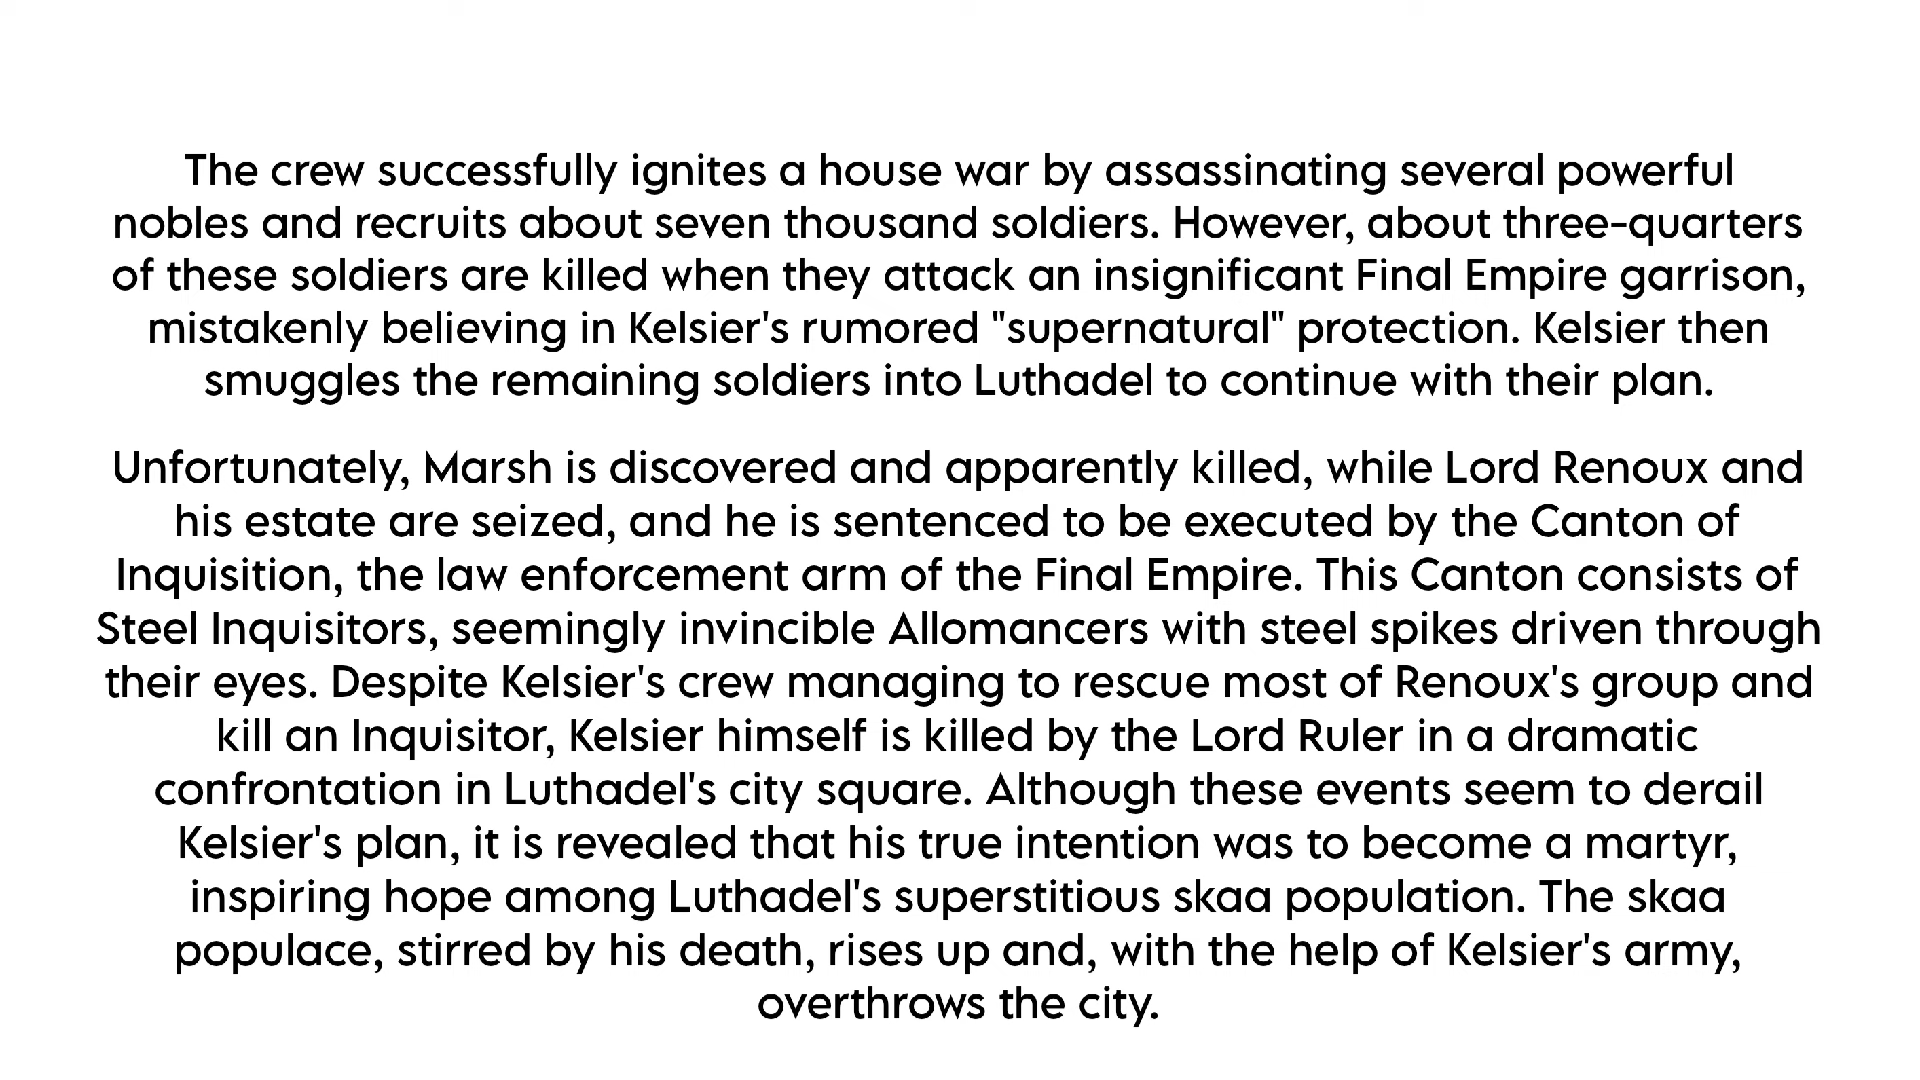 The crew successfully ignites a house war by assassinating several powerful
nobles and recruits about seven thousand soldiers. However, about three-quarters
of these soldiers are killed when they attack an insignificant Final Empire garrison,
mistakenly believing in Kelsier's rumored "supernatural" protection. Kelsier then
smuggles the remaining soldiers into Luthadel to continue with their plan.
Unfortunately, Marsh is discovered and apparently killed, while Lord Renoux and
his estate are seized, and he is sentenced to be executed by the Canton of
Inquisition, the law enforcement arm of the Final Empire. This Canton consists of
Steel Inquisitors, seemingly invincible Allomancers with steel spikes driven through
their eyes. Despite Kelsier's crew managing to rescue most of Renoux's group and
kill an Inquisitor, Kelsier himself is killed by the Lord Ruler in a dramatic
confrontation in Luthadel's city square. Although these events seem to derail
Kelsier's plan, it is revealed that his true intention was to become a martyr,
inspiring hope among Luthadel's superstitious skaa population. The skaa
populace, stirred by his death, rises up and, with the help of Kelsier's army,
overthrows the city.